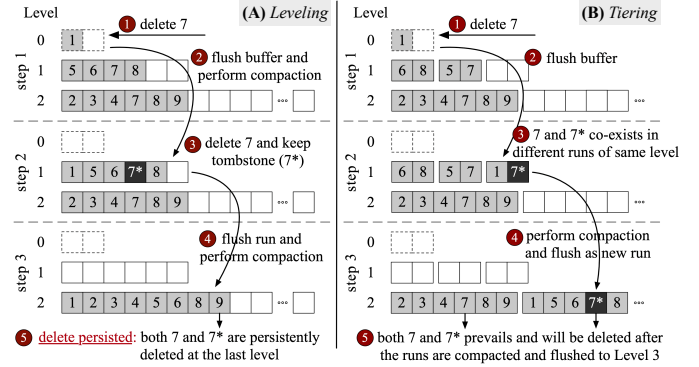 Level
(A) Leveling
1 delete 7
step 1
0 1
2 flush buffer and
perform compaction
1 5 6 7 8
2 2 3 4 7 8 9 ...
step 2
0
3 delete 7 and keep
tombstone (7*)
1 1 5 6 7* 8
2 2 3 4 7 8 9 ...
step 3
0
4 flush run and
perform compaction
1
2 1 2 3 4 5 6 8 9 ...
5 delete persisted: both 7 and 7* are persistently
deleted at the last level
Level
(B) Tiering
1 delete 7
step 1
0 1
2 flush buffer
1 6 8 5 7
2 2 3 4 7 8 9 ...
step 2
0
3 7 and 7* co-exists in
different runs of same level
1 6 8 5 7 1 7*
2 2 3 4 7 8 9 ...
step 3
0
4 perform compaction
and flush as new run
1
2 2 3 4 7 8 9 1 5 6 7* 8 ...
5 both 7 and 7* prevails and will be deleted after
the runs are compacted and flushed to Level 3